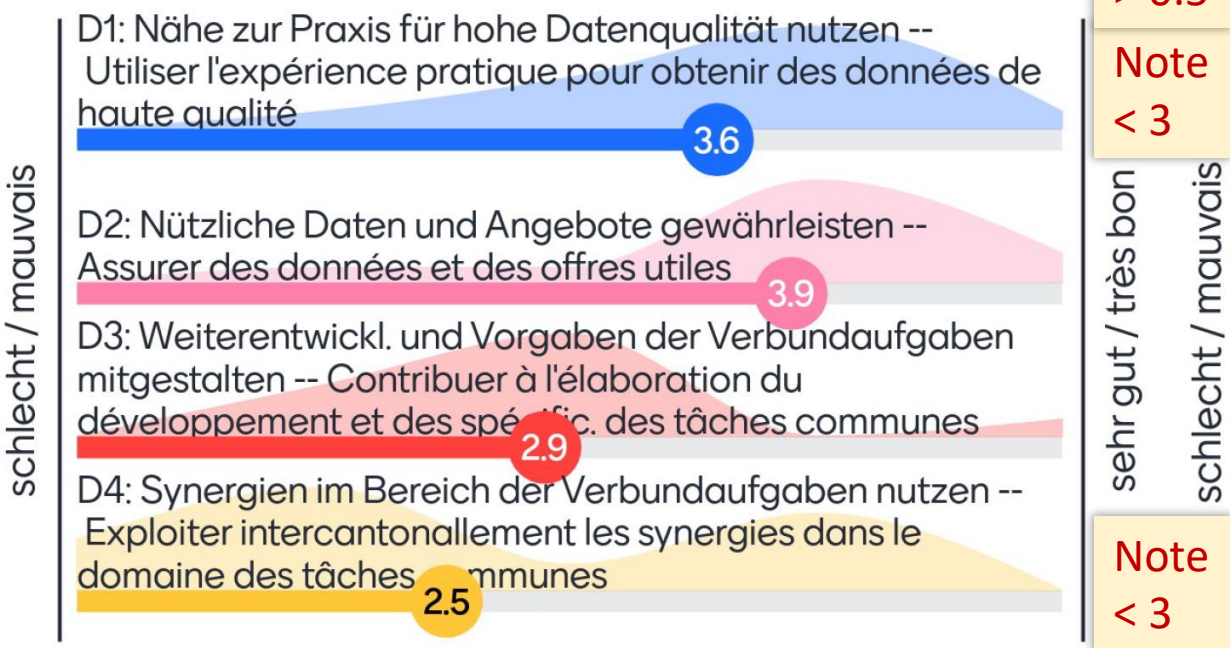 D1: Nähe zur Praxis für hohe Datenqualität nutzen --
Utiliser l'expérience pratique pour obtenir des données de
haute qualité
3.6
D2: Nützliche Daten und Angebote gewährleisten --
Assurer des données et des offres utiles
3.9
D3: Weiterentwickl. und Vorgaben der Verbundaufgaben
mitgestalten -- Contribuer à l'élaboration du
développement et des des tâches communes
2.9
D4: Synergien im Bereich der Verbundaufgaben nutzen --
Exploiter intercantonallement les synergies dans le
domaine des tâches
2.5
schlecht / mauvais
sehr gut / très bon
schlecht / mauvais
Note
< 3
Note
< 3